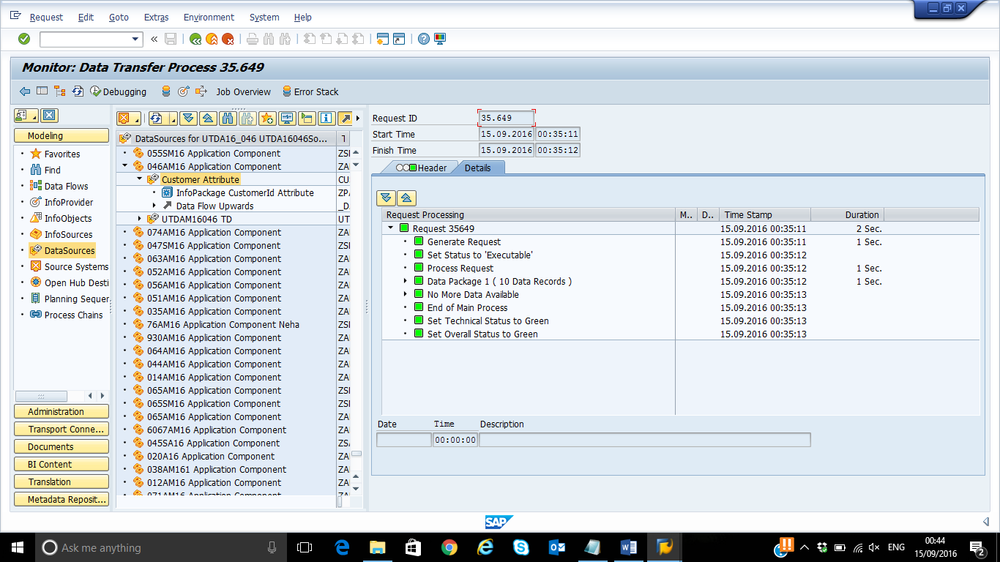 Request Edit Goto Extras Environment System Help
Monitor: Data Transfer Process 35.649
Debugging Job Overview Error Stack
Modeling
Favorites
Find
Data Flows
InfoProvider
InfoObjects
InfoSources
DataSources
Source Systems
Open Hub Desti
Planning Sequer
Process Chains
Administration
Transport Conne...
Documents
BI Content
Translation
Metadata Reposit...
DataSources for UTDA16_046 UTDA16046So... T
055SM16 Application Component ZSI
046AM16 Application Component ZA
Customer Attribute CU
InfoPackage CustomerId Attribute ZPA
Data Flow Upwards _D
UTDAM16046 TD UT
074AM16 Application Component ZA
047SM16 Application Component ZSI
063AM16 Application Component ZA
052AM16 Application Component ZA
056AM16 Application Component ZA
051AM16 Application Component ZA
035AM16 Application Component ZA
76AM16 Application Component Neha ZSI
930AM16 Application Component ZA
064AM16 Application Component ZA
044AM16 Application Component ZA
014AM16 Application Component ZA
065AM16 Application Component ZSI
065SM16 Application Component ZSI
065AM16 Application Component ZA
6067AM16 Application Component ZA
045SA16 Application Component ZSA
020A16 Application Component ZA
038AM161 Application Component ZA
012AM16 Application Component ZA
071AM16 Application Component ZA
Request ID 35.649
Start Time 15.09.2016 00:35:11
Finish Time 15.09.2016 00:35:12
Header Details
Request Processing M.. D.. Time Stamp Duration
Request 35649 15.09.2016 00:35:11 2 Sec.
Generate Request 15.09.2016 00:35:11 1 Sec.
Set Status to 'Executable' 15.09.2016 00:35:12
Process Request 15.09.2016 00:35:12 1 Sec.
Data Package 1 ( 10 Data Records ) 15.09.2016 00:35:12 1 Sec.
No More Data Available 15.09.2016 00:35:13
End of Main Process 15.09.2016 00:35:13
Set Technical Status to Green 15.09.2016 00:35:13
Set Overall Status to Green 15.09.2016 00:35:13
Date Time Description
00:00:00
SAP
Ask me anything
ENG
00:44
15/09/2016
2